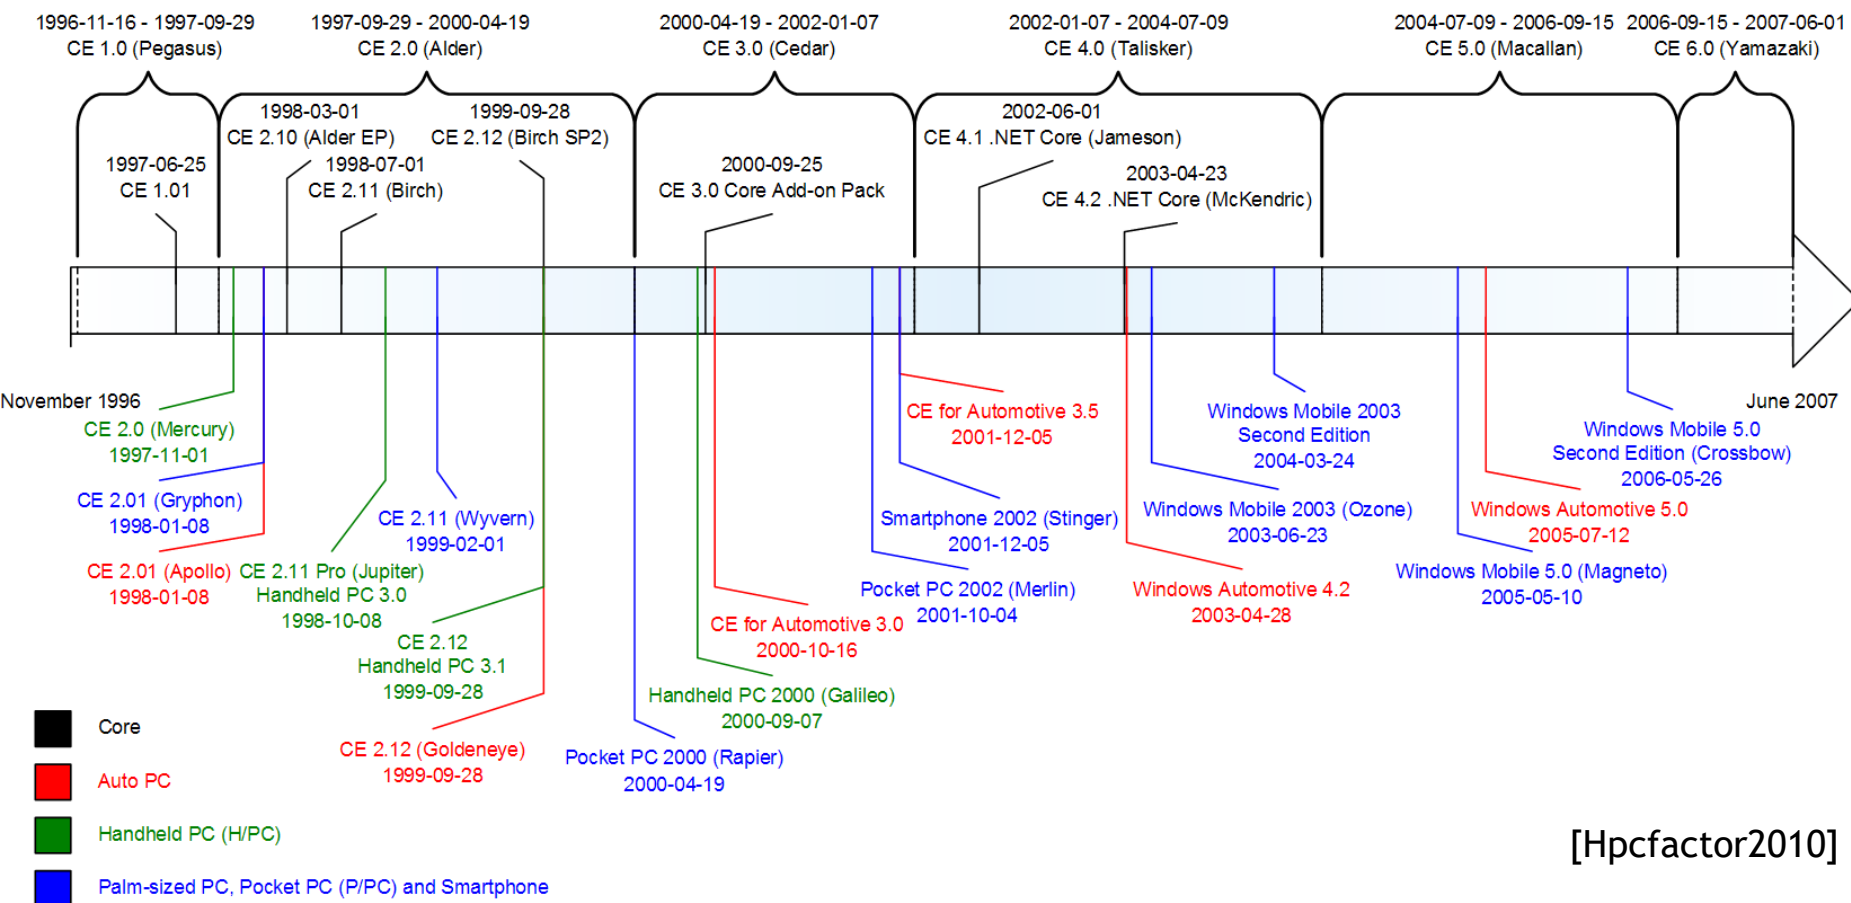 1996-11-16 - 1997-09-29
CE 1.0 (Pegasus)
1997-09-29 - 2000-04-19
CE 2.0 (Alder)
2000-04-19 - 2002-01-07
CE 3.0 (Cedar)
2002-01-07 - 2004-07-09
CE 4.0 (Talisker)
2004-07-09 - 2006-09-15
CE 5.0 (Macallan)
2006-09-15 - 2007-06-01
CE 6.0 (Yamazaki)
1997-06-25
CE 1.01
1998-03-01
CE 2.10 (Alder EP)
1998-07-01
CE 2.11 (Birch)
1999-09-28
CE 2.12 (Birch SP2)
2000-09-25
CE 3.0 Core Add-on Pack
2002-06-01
CE 4.1 .NET Core (Jameson)
2003-04-23
CE 4.2 .NET Core (McKendric)
November 1996
June 2007
CE 2.0 (Mercury)
1997-11-01
CE 2.01 (Gryphon)
1998-01-08
CE 2.01 (Apollo)
1998-01-08
CE 2.11 Pro (Jupiter)
Handheld PC 3.0
1998-10-08
CE 2.11 (Wyvern)
1999-02-01
CE 2.12
Handheld PC 3.1
1999-09-28
CE 2.12 (Goldeneye)
1999-09-28
Pocket PC 2000 (Rapier)
2000-04-19
Handheld PC 2000 (Galileo)
2000-09-07
CE for Automotive 3.0
2000-10-16
Pocket PC 2002 (Merlin)
2001-10-04
Smartphone 2002 (Stinger)
2001-12-05
CE for Automotive 3.5
2001-12-05
Windows Automotive 4.2
2003-04-28
Windows Mobile 2003 (Ozone)
2003-06-23
Windows Mobile 2003
Second Edition
2004-03-24
Windows Mobile 5.0 (Magneto)
2005-05-10
Windows Automotive 5.0
2005-07-12
Windows Mobile 5.0
Second Edition (Crossbow)
2006-05-26
Core
Auto PC
Handheld PC (H/PC)
Palm-sized PC, Pocket PC (P/PC) and Smartphone
[Hpcfactor2010]